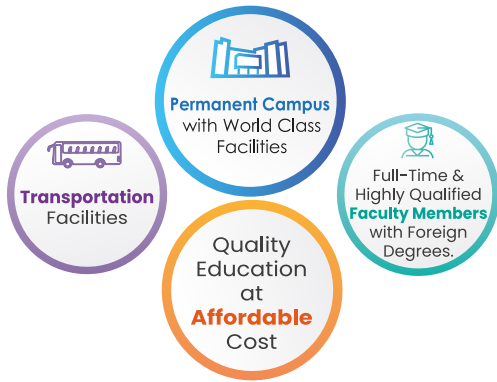 Permanent Campus
with World Class
Facilities
Transportation
Facilities
Full-Time &
Highly Qualified
Faculty Members
with Foreign
Degrees.
Quality
Education
at
Affordable
Cost